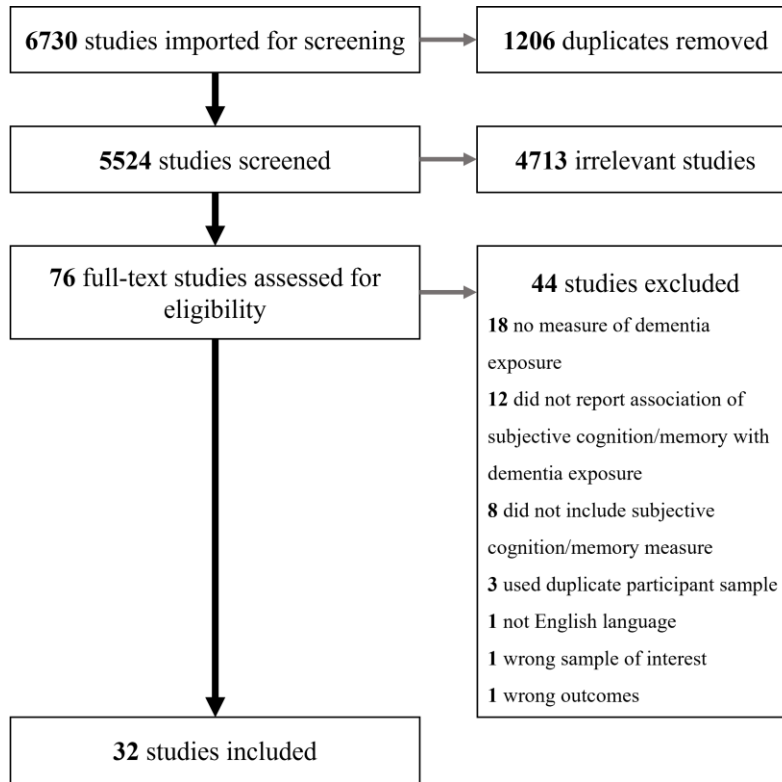 6730 studies imported for screening
1206 duplicates removed
5524 studies screened
4713 irrelevant studies
76 full-text studies assessed for
eligibility
44 studies excluded
18 no measure of dementia
exposure
12 did not report association of
subjective cognition/memory with
dementia exposure
8 did not include subjective
cognition/memory measure
3 used duplicate participant sample
1 not English language
1 wrong sample of interest
1 wrong outcomes
32 studies included